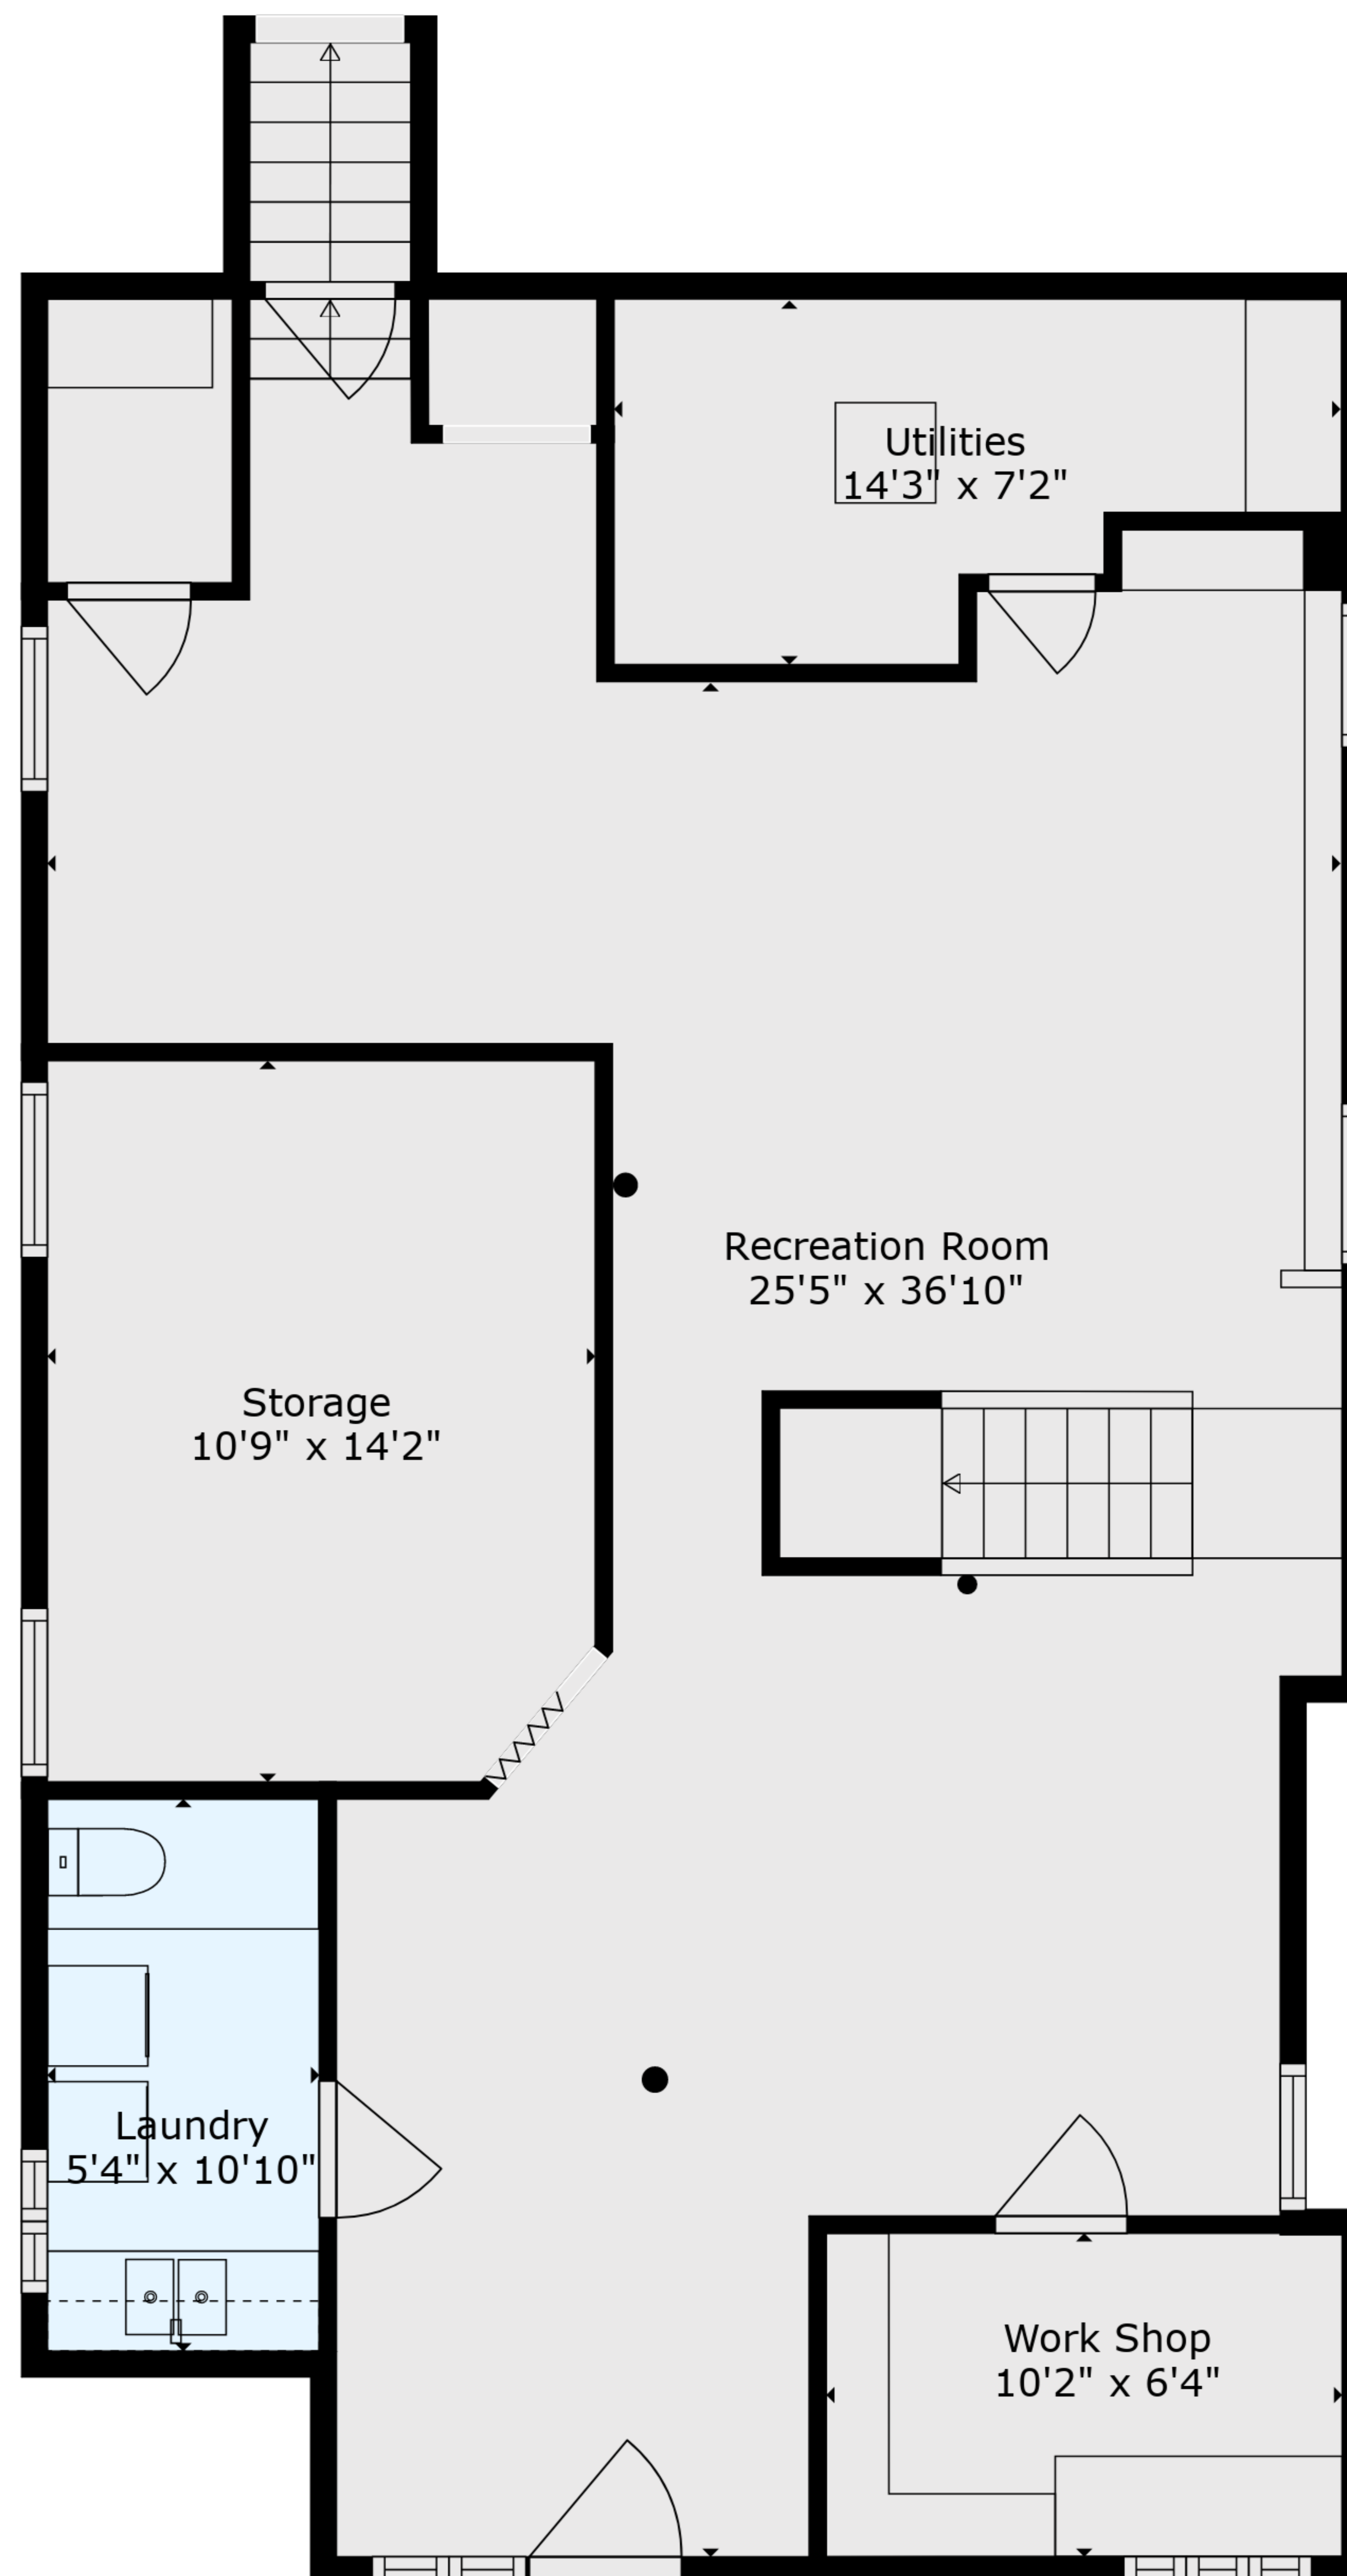 Utilities
14'3" x 7'2"
Recreation Room
25'5" x 36'10"
Storage
10'9" x 14'2"
Laundry
5'4" x 10'10"
Work Shop
10'2" x 6'4"